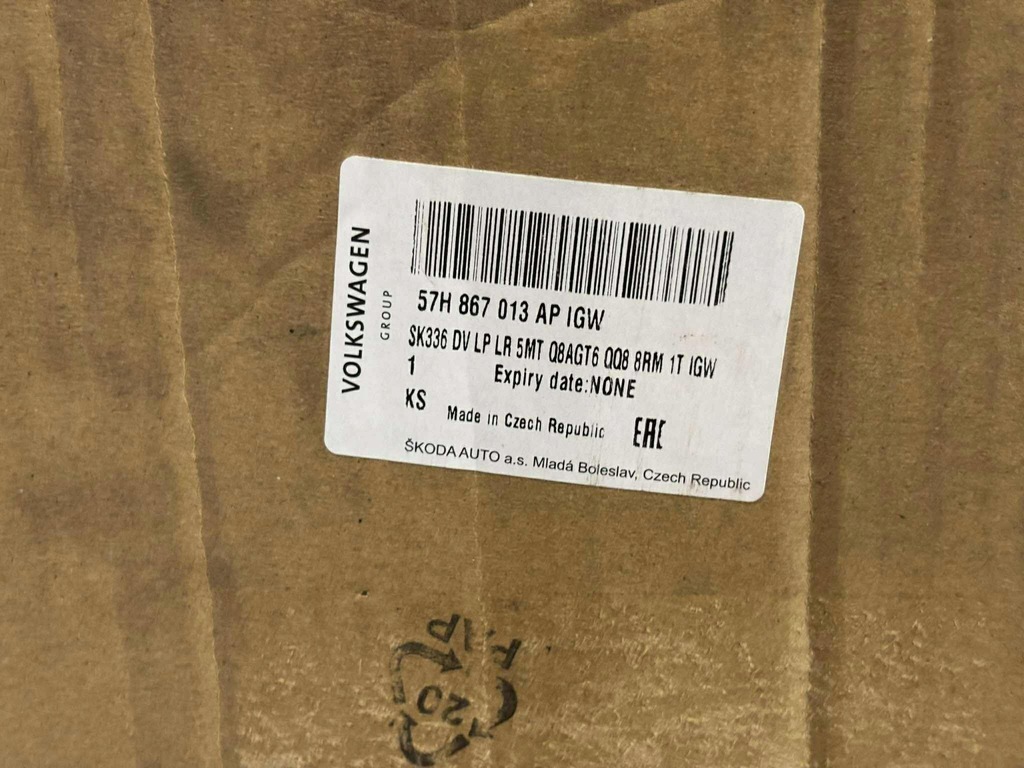 VOLKSWAGEN
GROUP
57H 867 013 AP IGW
SK336 DV LP LR 5MT Q8AGT6 QQ8 8RM 1T IGW
1
Expiry date:NONE
KS
Made in Czech Republic
EAC
ŠKODA AUTO a.s. Mladá Boleslav, Czech Republic
PAP
20